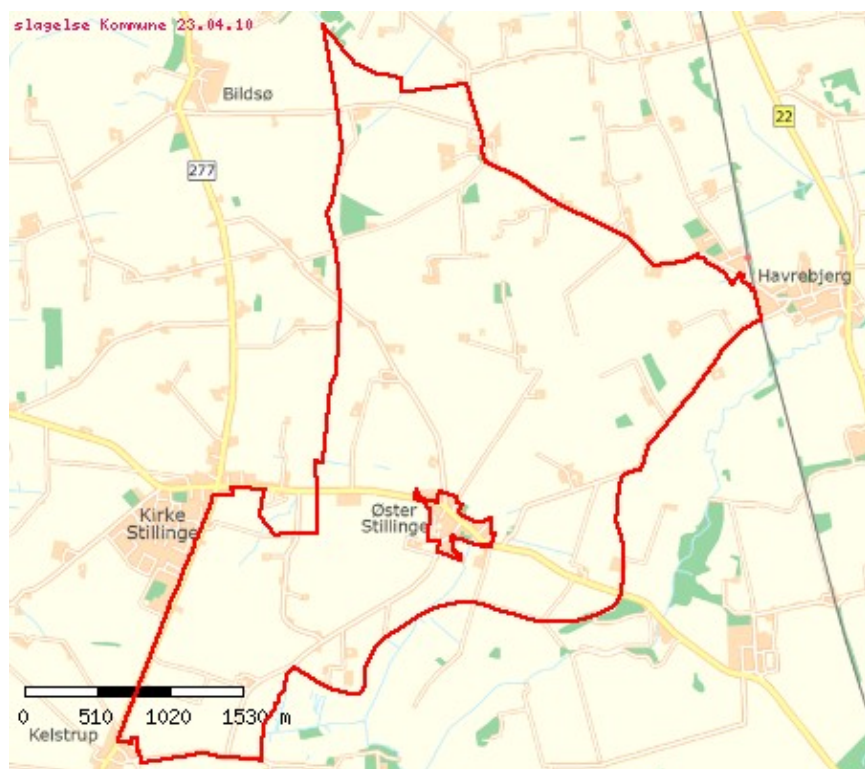 slagelse Kommune 23.04.10
Bildsø
22
277
Havrebjerg
Kirke
Stillinge
Øster
Stillinge
0 510 1020 1530 m
Kelstrup